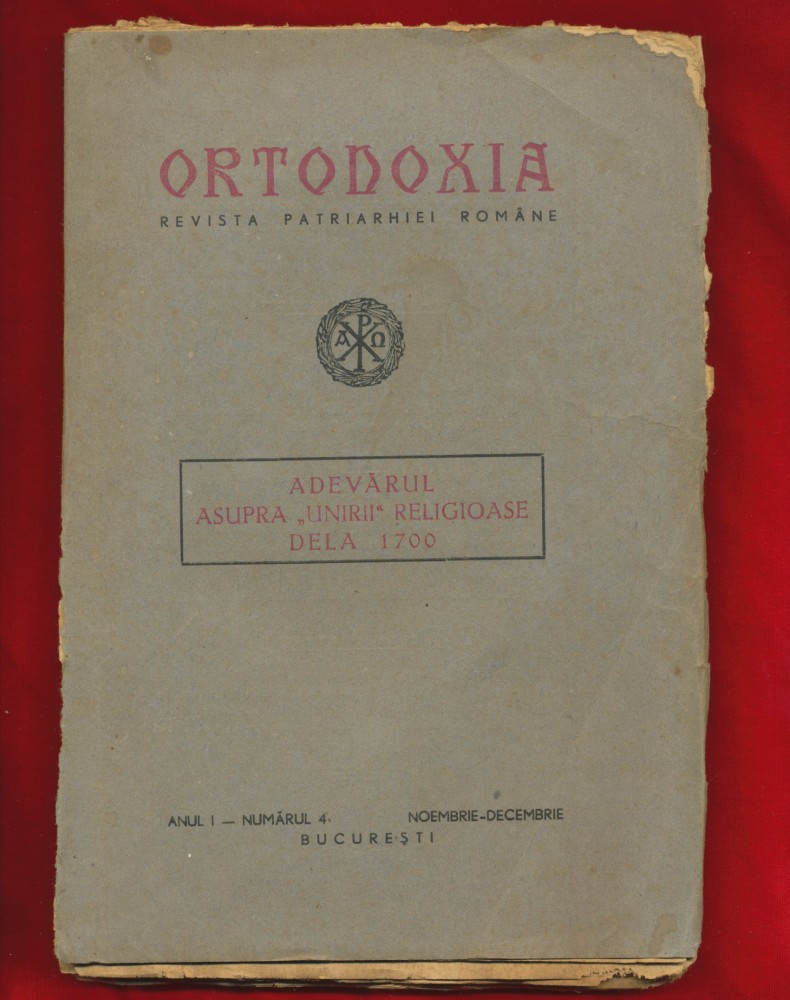 ORTODOXIA
REVISTA PATRIARHIEI ROMÂNE
A P Ω
ADEVĂRUL
ASUPRA „UNIRII“ RELIGIOASE
DELA 1700
ANUL I — NUMĂRUL 4. NOEMBRIE-DECEMBRIE
BUCUREȘTI